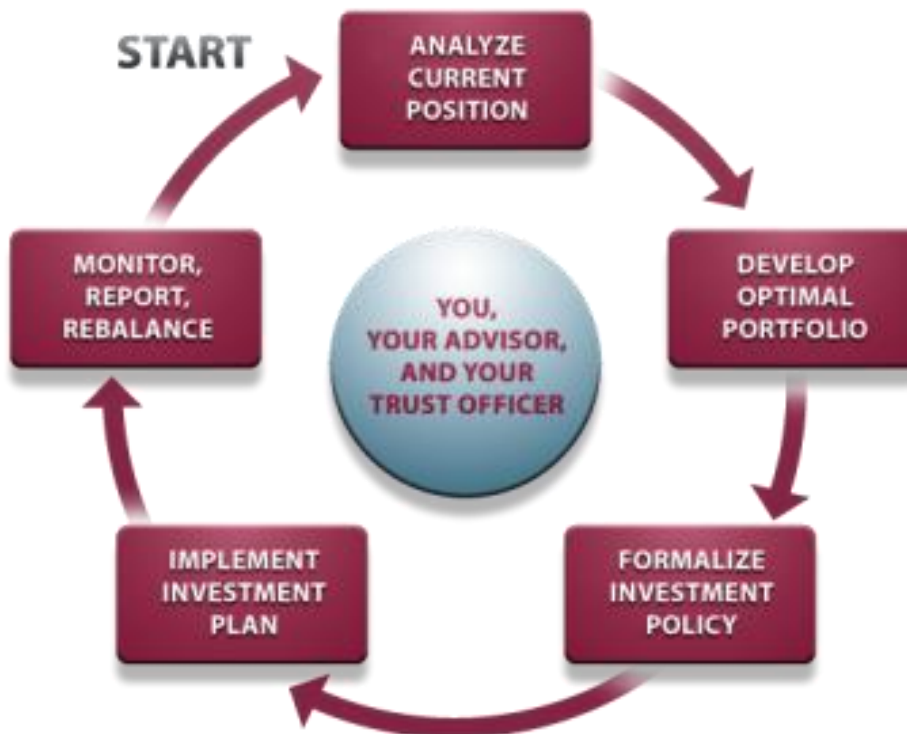 START
ANALYZE
CURRENT
POSITION
DEVELOP
OPTIMAL
PORTFOLIO
FORMALIZE
INVESTMENT
POLICY
IMPLEMENT
INVESTMENT
PLAN
MONITOR,
REPORT,
REBALANCE
YOU,
YOUR ADVISOR,
AND YOUR
TRUST OFFICER